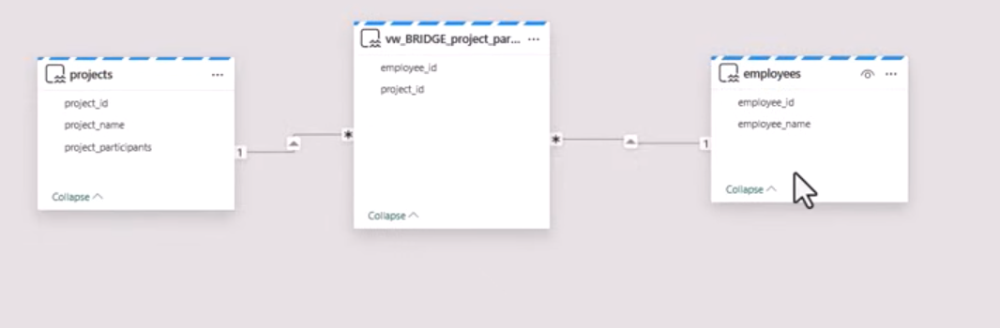 projects
project_id
project_name
project_participants
Collapse
1
*
vw_BRIDGE_project_par...
employee_id
project_id
Collapse
*
1
employees
employee_id
employee_name
Collapse